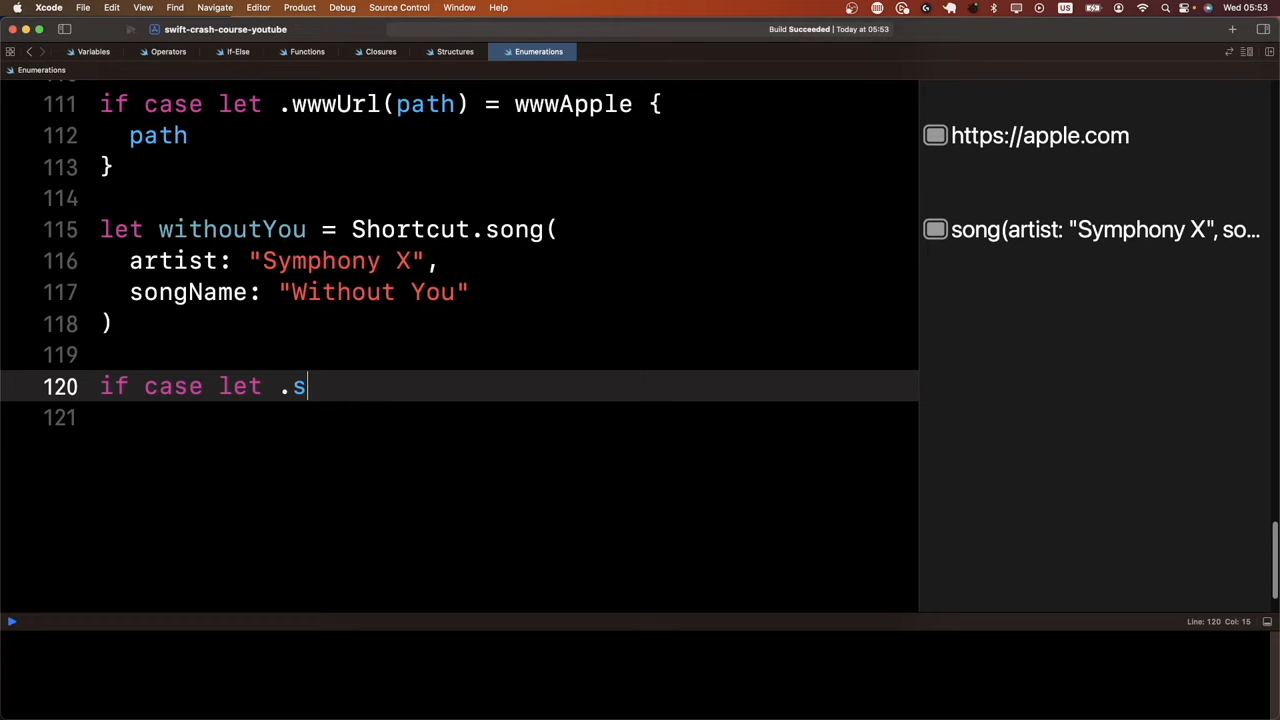 Xcode File Edit View Find Navigate Editor Product Debug Source Control Window Help US Wed 05:53
swift-crash-course-youtube Build Succeeded | Today at 05:53
Variables Operators If-Else Functions Closures Structures Enumerations
Enumerations
111 if case let .wwwUrl(path) = wwwApple {
112 path https://apple.com
113 }
114
115 let withoutYou = Shortcut.song( song(artist: "Symphony X", so...
116 artist: "Symphony X",
117 songName: "Without You"
118 )
119
120 if case let .s
121
Line: 120 Col: 15